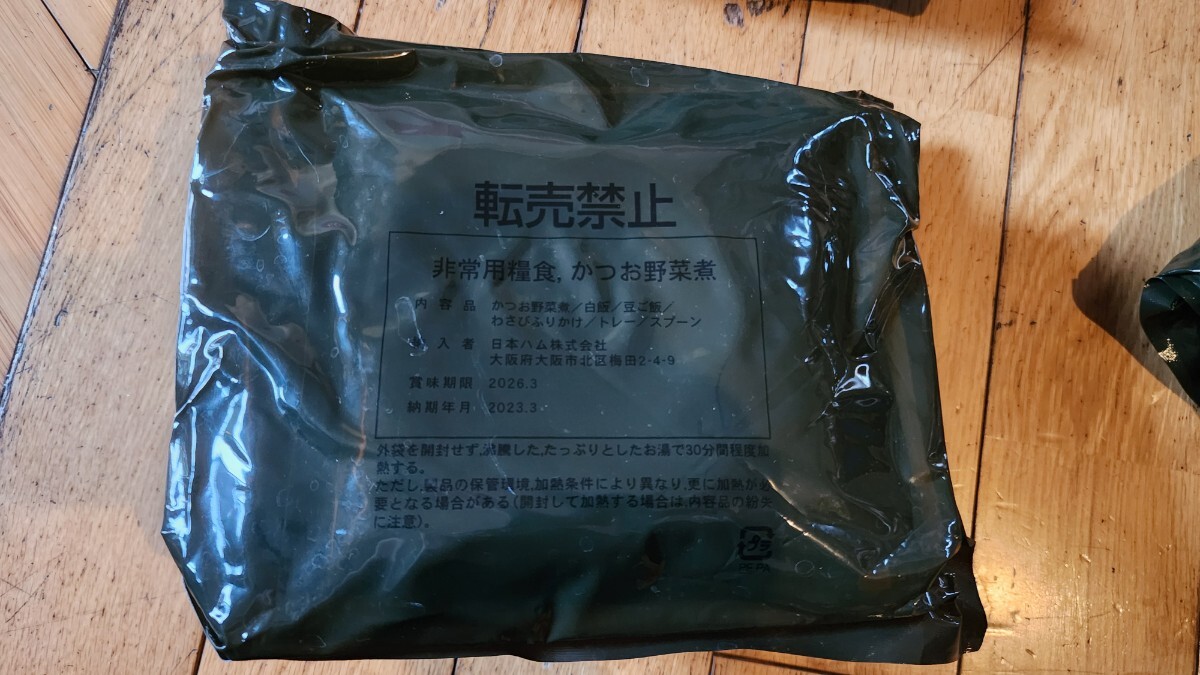 転売禁止
非常用糧食,かつお野菜煮
内容品 かつお野菜煮/白飯/豆ご飯/
わさびふりかけ/トレー/スプーン
入者 日本ハム株式会社
大阪府大阪市北区梅田2-4-9
賞味期限 2026.3
納期年月 2023.3
外袋を開封せず,沸騰した,たっぷりとしたお湯で30分間程度加
熱する。
ただし,製品の保管環境,加熱条件により異なり,更に加熱が必
要となる場合がある(開封して加熱する場合は,内容品の紛失
に注意)。
プラ